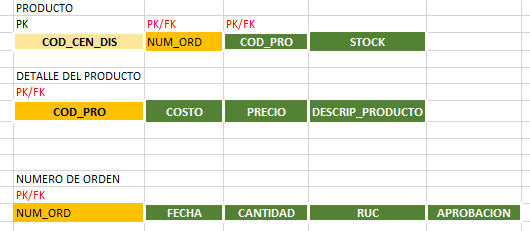 PRODUCTO
PK PK/FK PK/FK
COD_CEN_DIS NUM_ORD COD_PRO STOCK
DETALLE DEL PRODUCTO
PK/FK
COD_PRO COSTO PRECIO DESCRIP_PRODUCTO
NUMERO DE ORDEN
PK/FK
NUM_ORD FECHA CANTIDAD RUC APROBACION